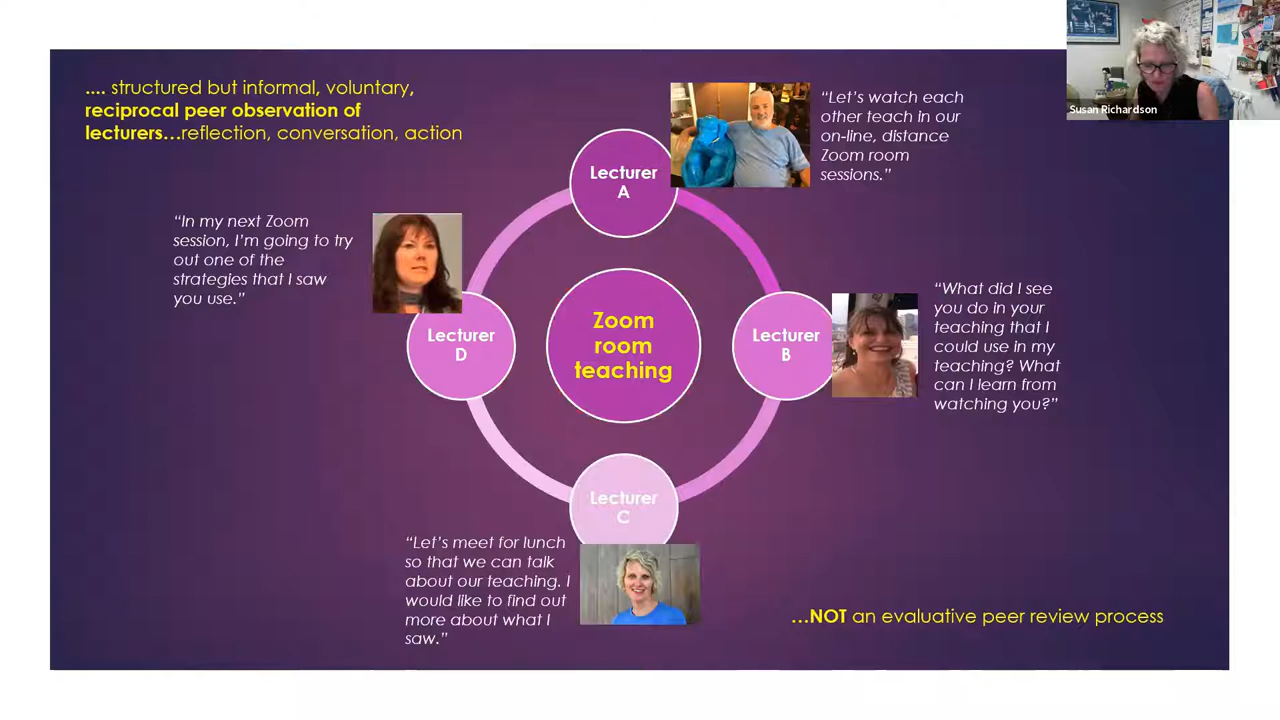 .... structured but informal, voluntary,
reciprocal peer observation of
lecturers…reflection, conversation, action
Susan Richardson
“Let’s watch each
other teach in our
on-line, distance
Zoom room
sessions.”
Lecturer
A
“In my next Zoom
session, I’m going to try
out one of the
strategies that I saw
you use.”
“What did I see
you do in your
teaching that I
could use in my
teaching? What
can I learn from
watching you?”
Lecturer
D
Zoom
room
teaching
Lecturer
B
Lecturer
C
“Let’s meet for lunch
so that we can talk
about our teaching. I
would like to find out
more about what I
saw.”
…NOT an evaluative peer review process